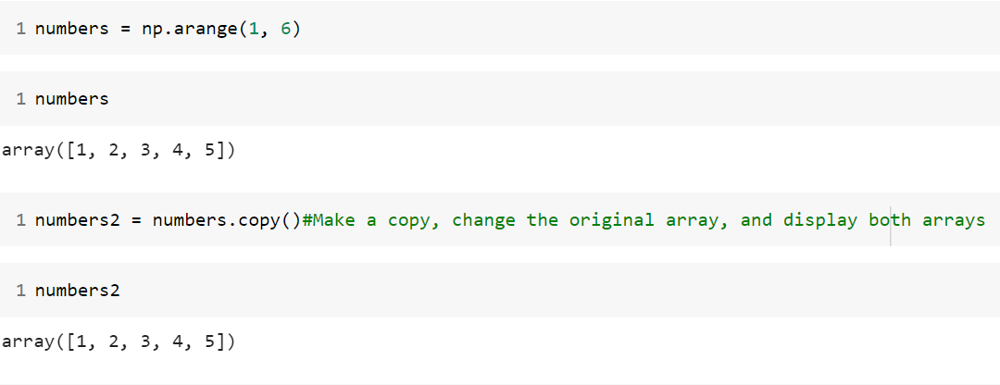 1 numbers = np.arange(1, 6)
1 numbers
array([1, 2, 3, 4, 5])
1 numbers2 = numbers.copy()#Make a copy, change the original array, and display both arrays
1 numbers2
array([1, 2, 3, 4, 5])